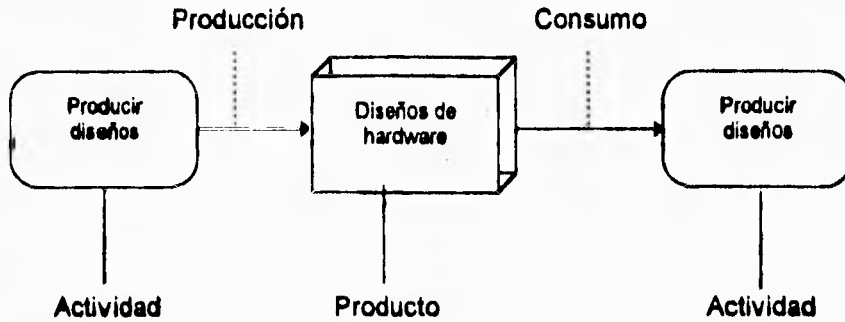 Producción
Consumo
Producir
diseños
Diseños de
hardware
Producir
diseños
Actividad
Producto
Actividad